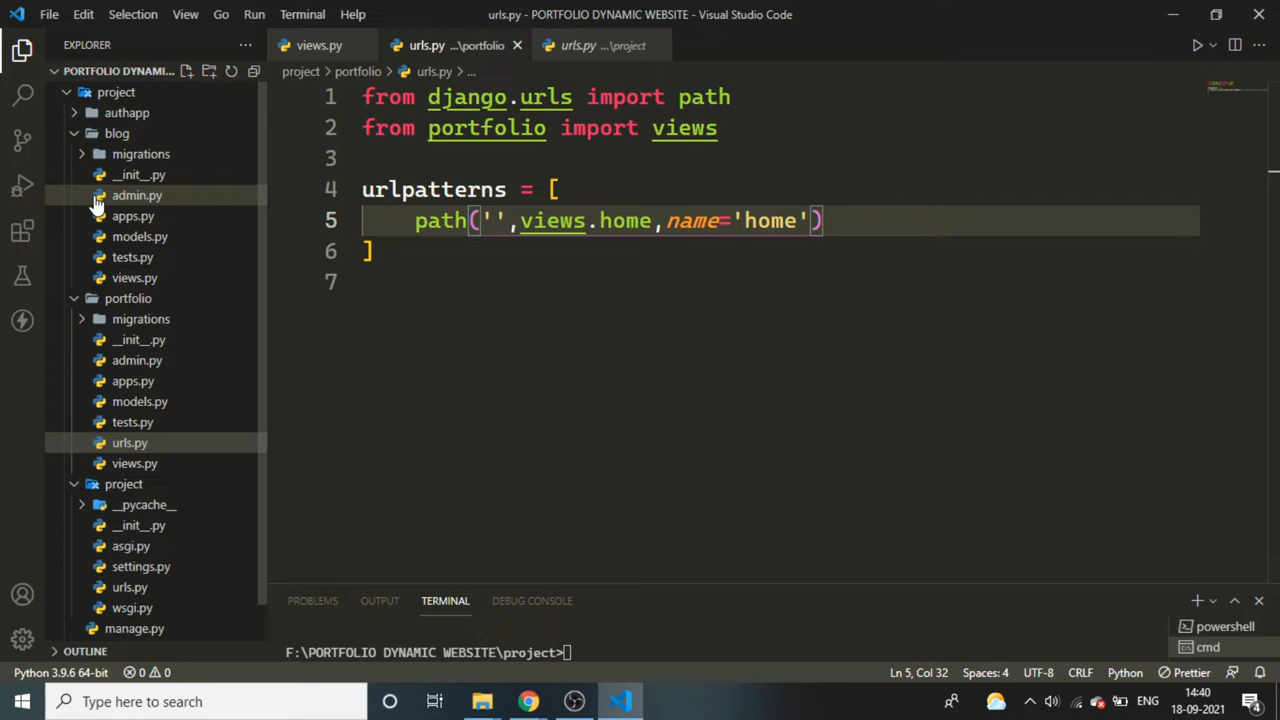 File Edit Selection View Go Run Terminal Help urls.py - PORTFOLIO DYNAMIC WEBSITE - Visual Studio Code
EXPLORER
PORTFOLIO DYNAMI...
project
authapp
blog
migrations
__init__.py
admin.py
apps.py
models.py
tests.py
views.py
portfolio
migrations
__init__.py
admin.py
apps.py
models.py
tests.py
urls.py
views.py
project
__pycache__
__init__.py
asgi.py
settings.py
urls.py
wsgi.py
manage.py
OUTLINE
views.py urls.py ...\portfolio urls.py ...\project
project > portfolio > urls.py > ...
1 from django.urls import path
2 from portfolio import views
3
4 urlpatterns = [
5 path('',views.home,name='home')
6 ]
7
PROBLEMS OUTPUT TERMINAL DEBUG CONSOLE
F:\PORTFOLIO DYNAMIC WEBSITE\project>
powershell
cmd
Python 3.9.6 64-bit 0 0 Ln 5, Col 32 Spaces: 4 UTF-8 CRLF Python Prettier
Type here to search
ENG
14:40
18-09-2021
4